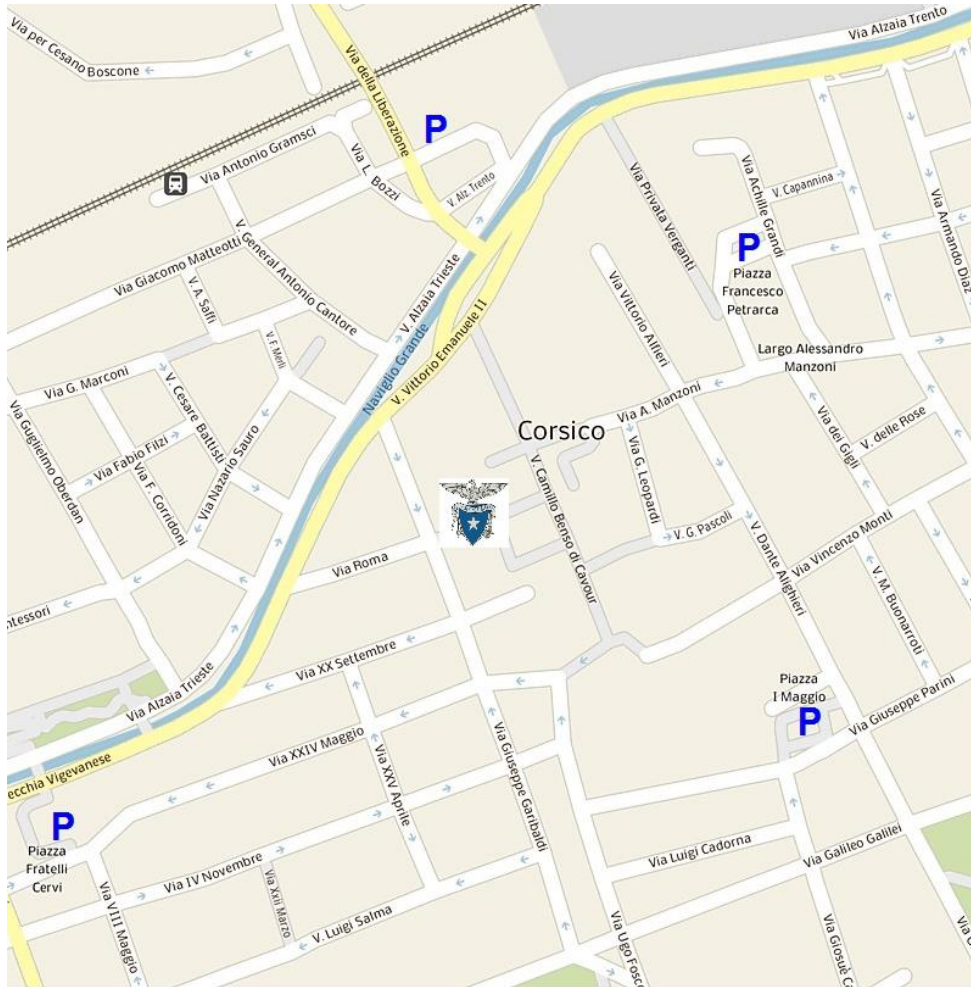 Via per Cesano Boscone
Via della Liberazione
Via Alzaia Trento
P
Via Antonio Gramsci
Via L. Bozzi
V. Alz. Trento
Via Privata Verganti
Via Achille Grandi
V. Capannina
Via Armando Diaz
V. General Antonio Cantore
Via Giacomo Matteotti
V. A. Saffi
V. Alzaia Trieste
P
Piazza
Francesco
Petrarca
Via Vittorio Alfieri
Naviglio Grande
V. Vittorio Emanuele II
V. F. Merli
Largo Alessandro
Manzoni
Via G. Marconi
V. Cesare Battisti
Via A. Manzoni
Via Guglielmo Oberdan
Via Fabio Filzi
Via F. Corridoni
Via Nazario Sauro
Corsico
Via G. Leopardi
Via dei Gigli
V. delle Rose
V. Camillo Benso di Cavour
V. G. Pascoli
V. Dante Alighieri
Via Vincenzo Monti
V. M. Buonarroti
Via Roma
ntessori
Via Alzaia Trieste
Via XX Settembre
Piazza
I Maggio
P
Via Giuseppe Parini
ecchia Vigevanese
Via XXIV Maggio
Via XXV Aprile
Via Giuseppe Garibaldi
P
Piazza
Fratelli
Cervi
Via IV Novembre
Via XXII Marzo
Via VIII Maggio
V. Luigi Salma
Via Luigi Cadorna
Via Galileo Galilei
Via Ugo Fosco
Via Giosuè Ca